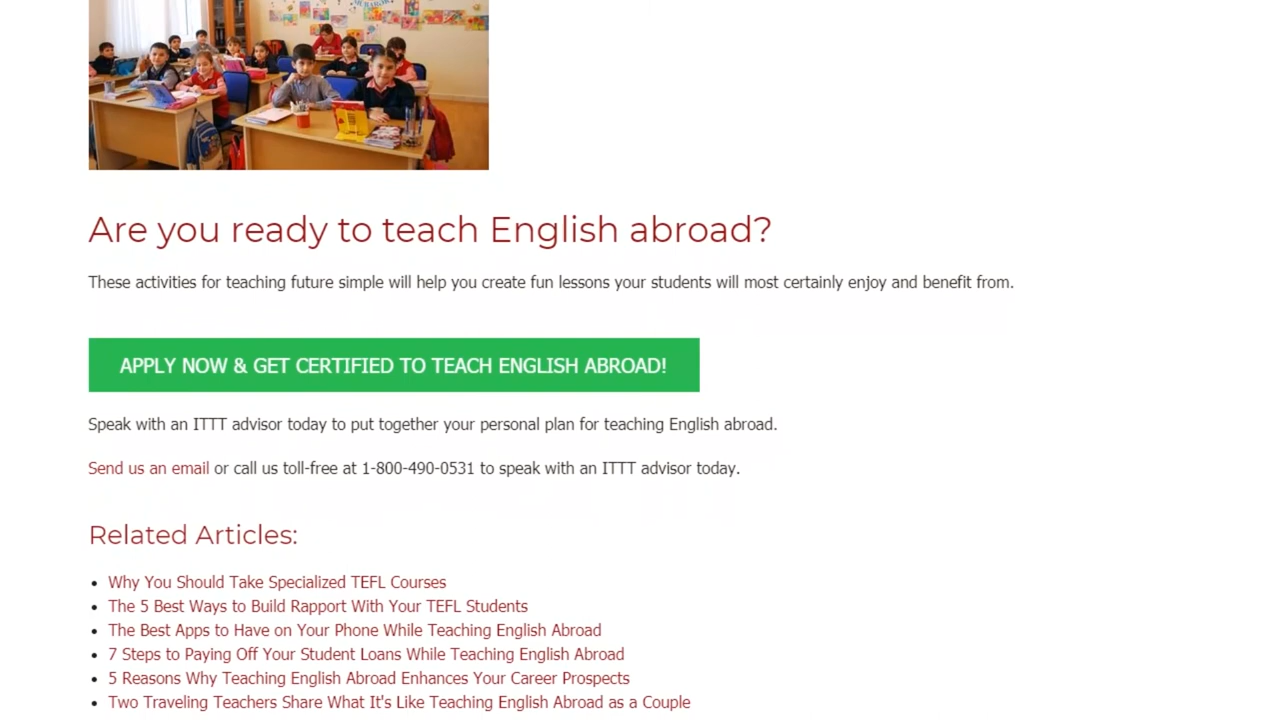 Are you ready to teach English abroad?
These activities for teaching future simple will help you create fun lessons your students will most certainly enjoy and benefit from.
APPLY NOW & GET CERTIFIED TO TEACH ENGLISH ABROAD!
Speak with an ITTT advisor today to put together your personal plan for teaching English abroad.
Send us an email or call us toll-free at 1-800-490-0531 to speak with an ITTT advisor today.
Related Articles:
• Why You Should Take Specialized TEFL Courses
• The 5 Best Ways to Build Rapport With Your TEFL Students
• The Best Apps to Have on Your Phone While Teaching English Abroad
• 7 Steps to Paying Off Your Student Loans While Teaching English Abroad
• 5 Reasons Why Teaching English Abroad Enhances Your Career Prospects
• Two Traveling Teachers Share What It's Like Teaching English Abroad as a Couple